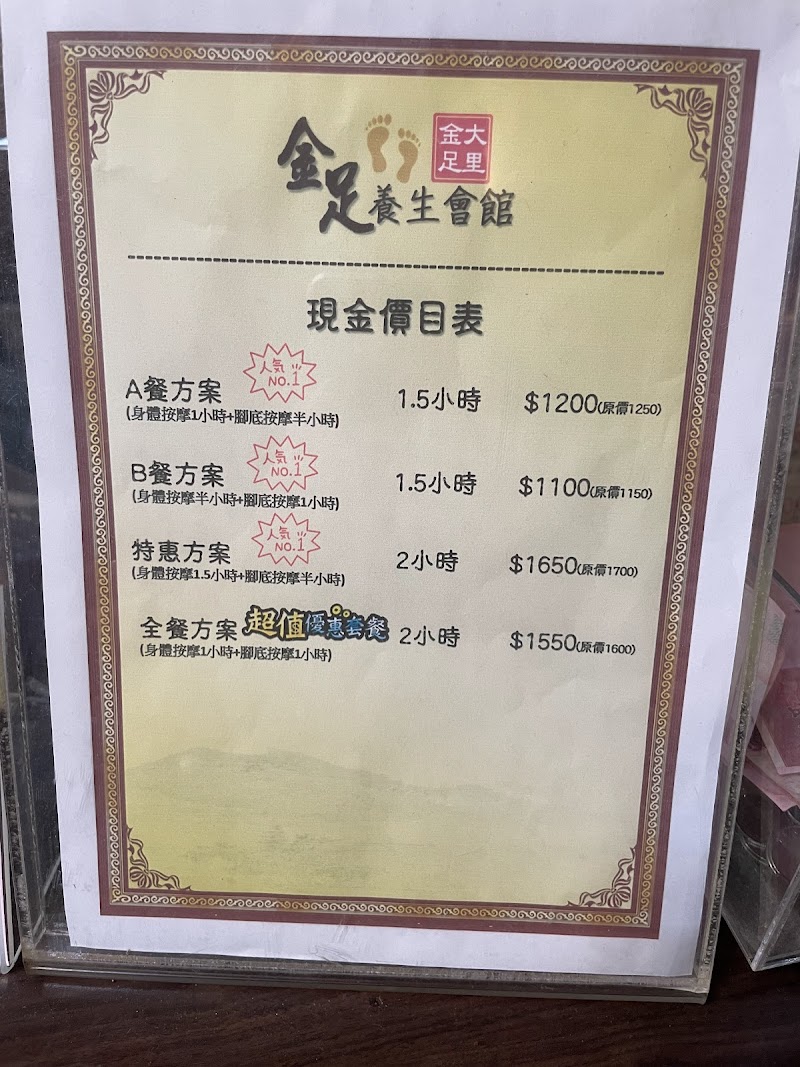 金足養生會館
大里
金足
現金價目表
A餐方案 人気NO.1 1.5小時 $1200(原價1250)
(身體按摩1小時+腳底按摩半小時)
B餐方案 人気NO.1 1.5小時 $1100(原價1150)
(身體按摩半小時+腳底按摩1小時)
特惠方案 人気NO.1 2小時 $1650(原價1700)
(身體按摩1.5小時+腳底按摩半小時)
全餐方案 超值優惠套餐 2小時 $1550(原價1600)
(身體按摩1小時+腳底按摩1小時)